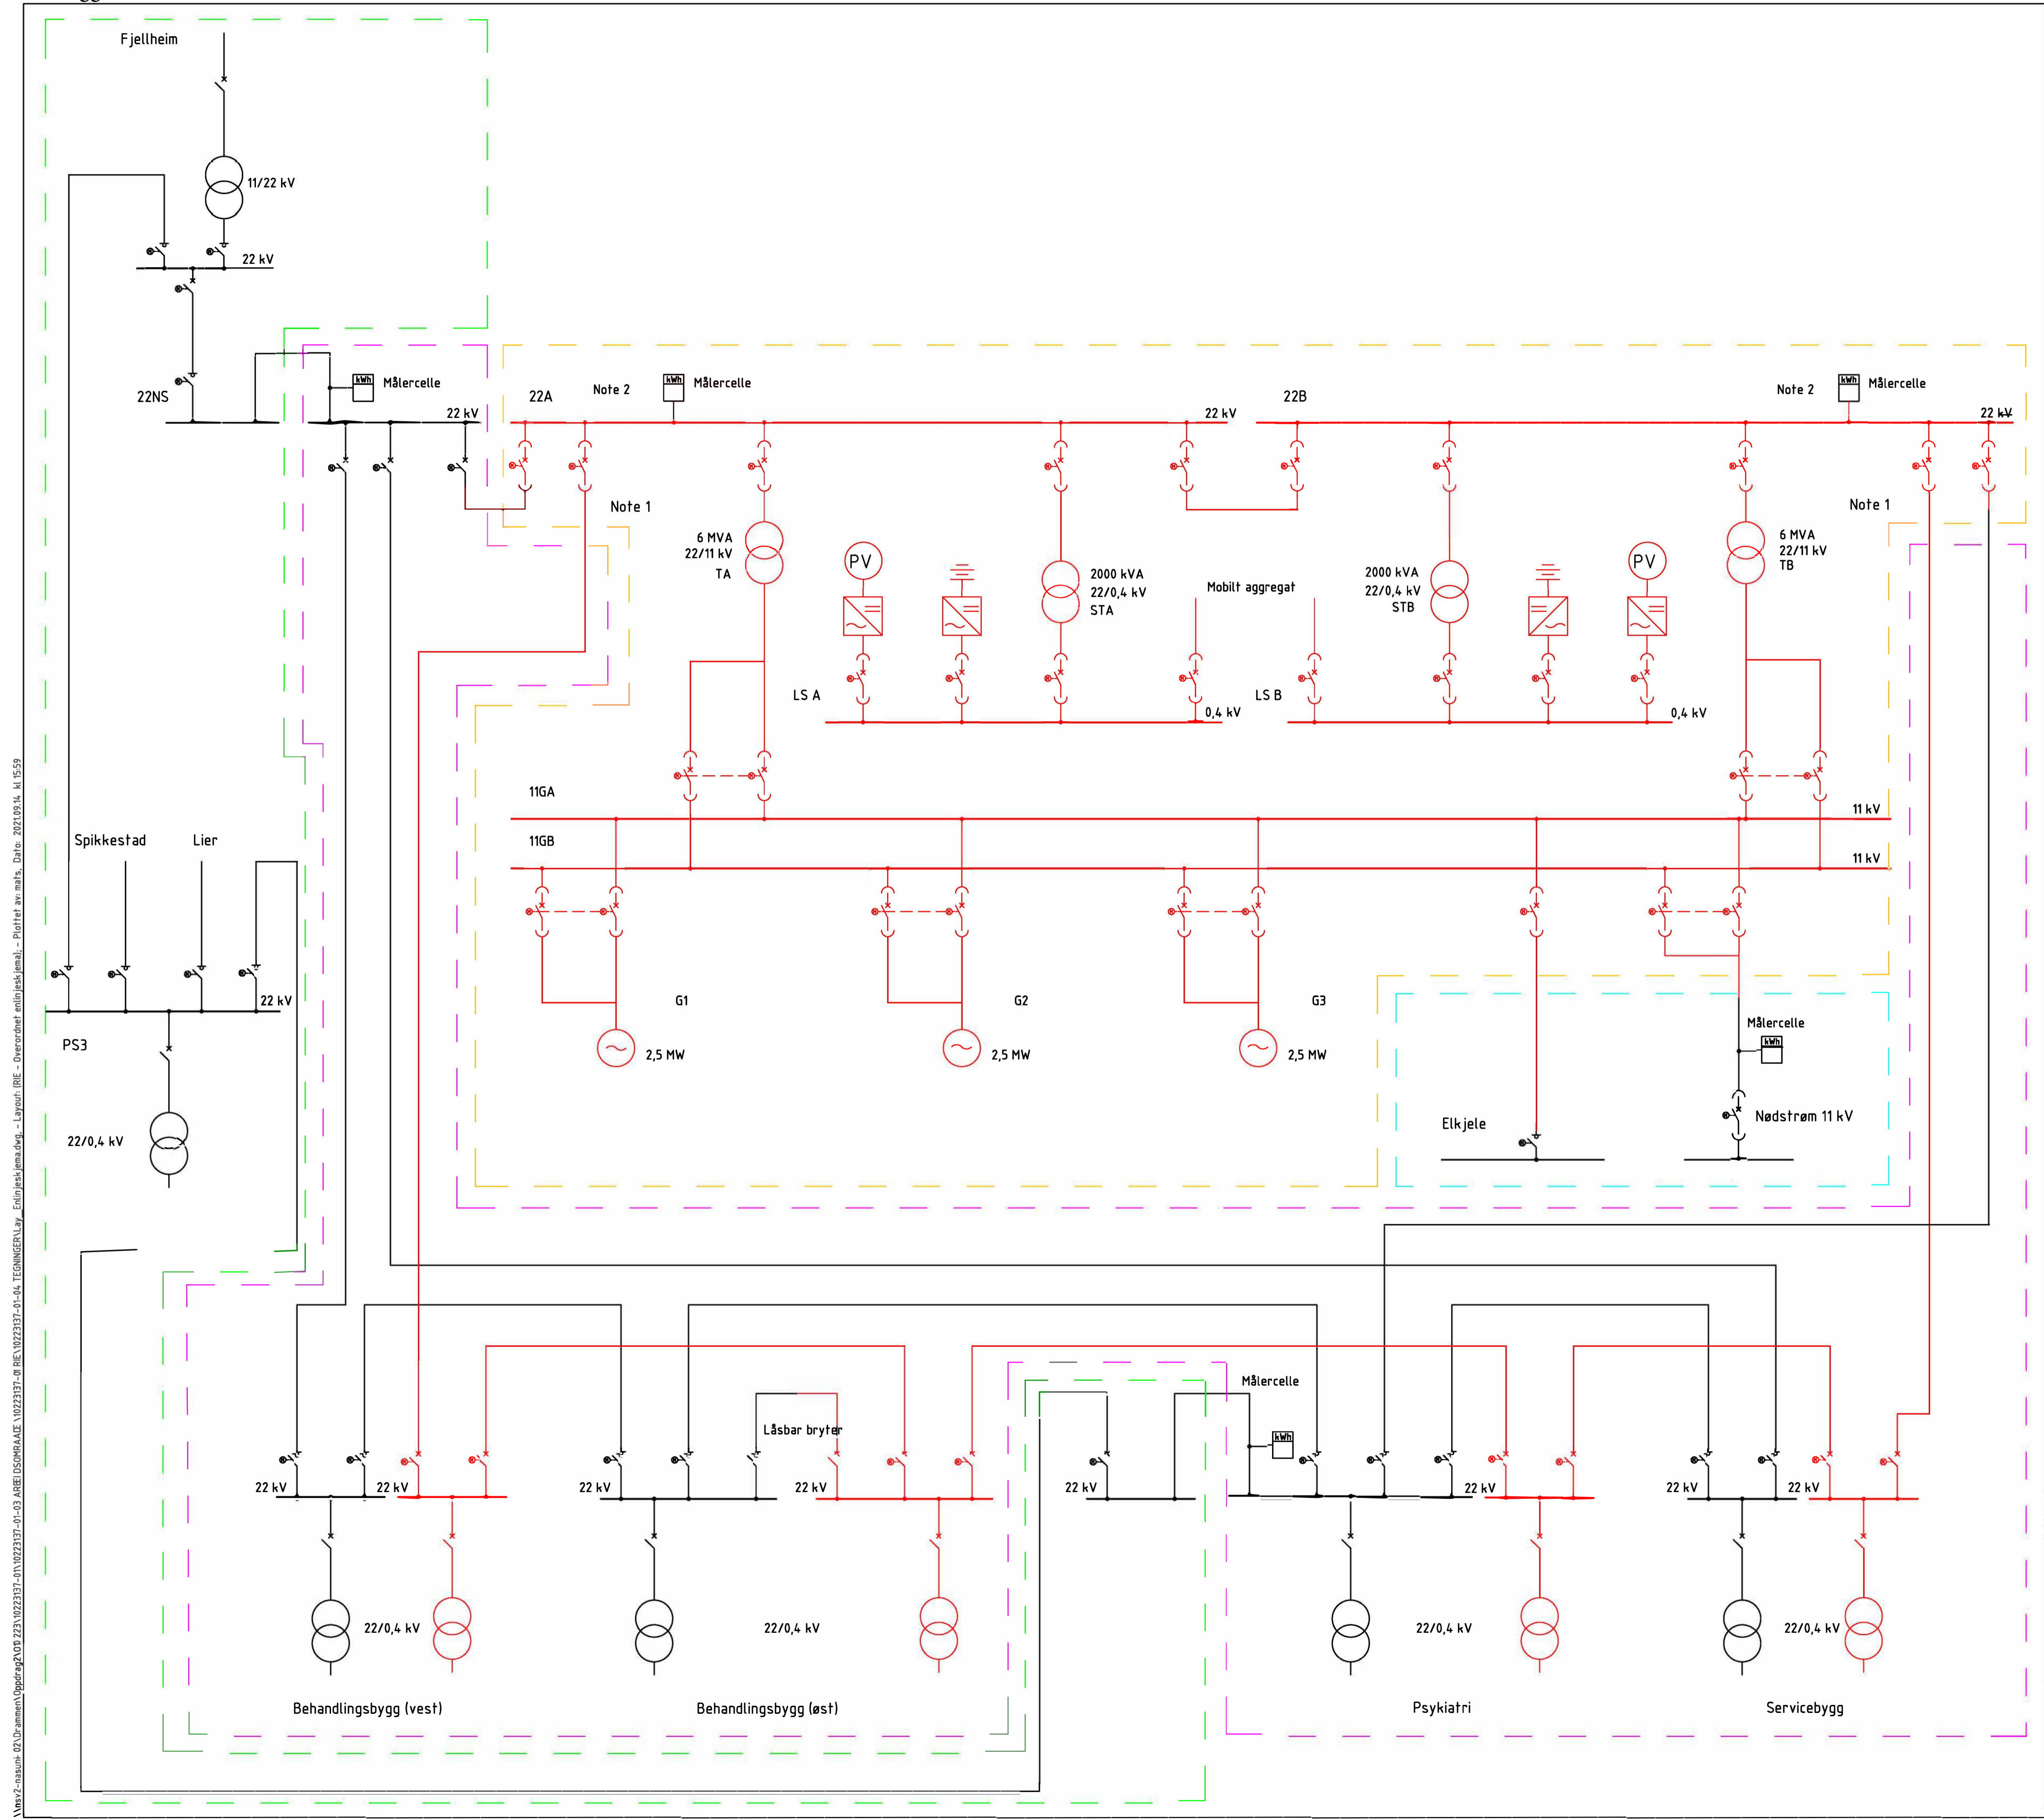 Fjellheim
11/22 kV
22 kV
22NS
kWh
Målercelle
22 kV
22A
Note 2
kWh
Målercelle
22 kV
22B
Note 2
kWh
Målercelle
22 kV
Note 1
Note 1
6 MVA
22/11 kV
TA
PV
2000 kVA
22/0,4 kV
STA
Mobilt aggregat
2000 kVA
22/0,4 kV
STB
PV
6 MVA
22/11 kV
TB
LS A
0,4 kV
LS B
0,4 kV
11GA
11 kV
11GB
11 kV
Spikkestad
Lier
22 kV
PS3
22/0,4 kV
G1
2,5 MW
G2
2,5 MW
G3
2,5 MW
Målercelle
kWh
Elkjele
Nødstrøm 11 kV
Målercelle
kWh
Låsbar bryter
22 kV
22 kV
22 kV
22 kV
22 kV
22 kV
22 kV
22 kV
22/0,4 kV
22/0,4 kV
22/0,4 kV
22/0,4 kV
Behandlingsbygg (vest)
Behandlingsbygg (øst)
Psykiatri
Servicebygg